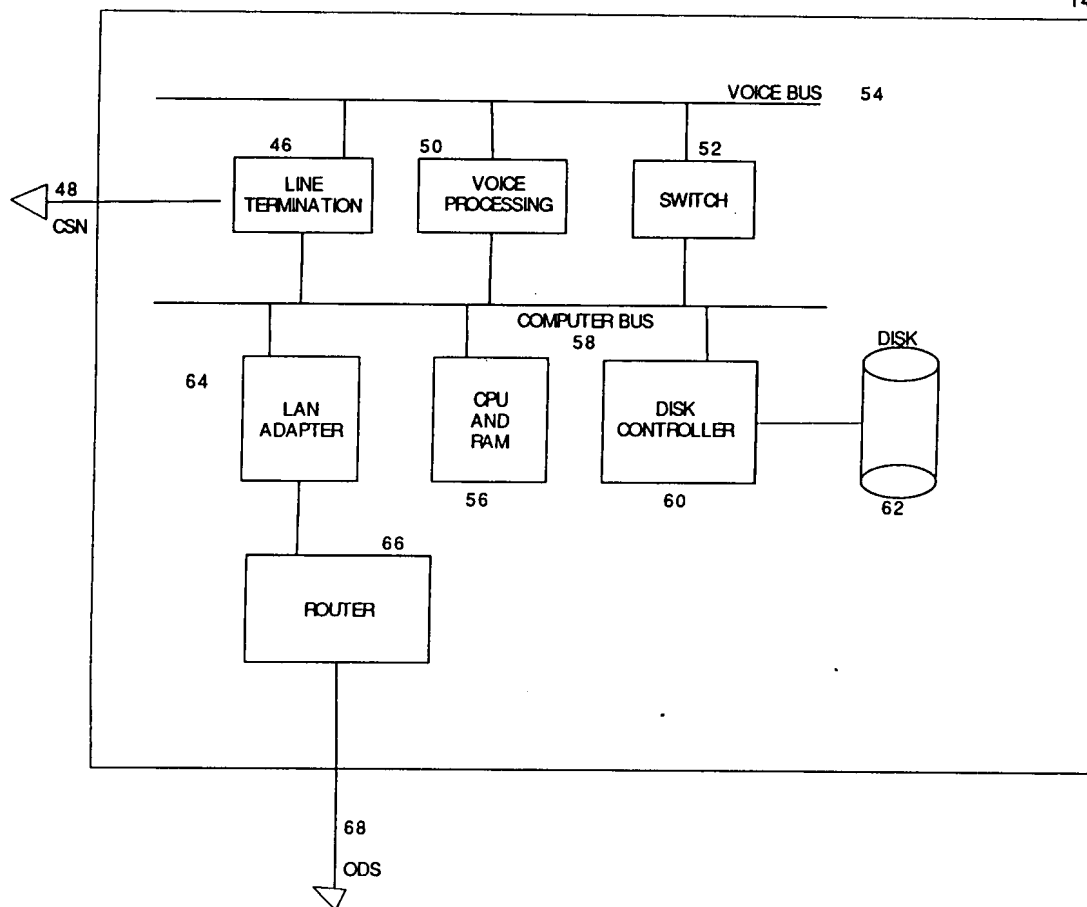 14
VOICE BUS 54
46
50
52
LINE
TERMINATION
VOICE
PROCESSING
SWITCH
48
CSN
COMPUTER BUS
58
DISK
64
LAN
ADAPTER
CPU
AND
RAM
DISK
CONTROLLER
56
60
62
66
ROUTER
68
ODS